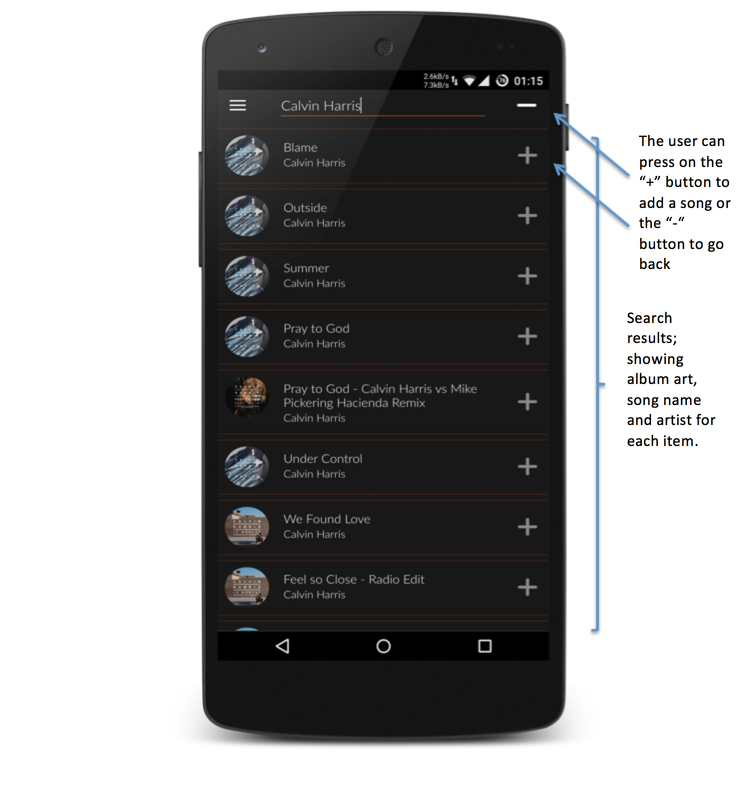 2.6kB/s
7.3kB/s
01:15
Calvin Harris
Blame
Calvin Harris
Outside
Calvin Harris
Summer
Calvin Harris
Pray to God
Calvin Harris
Pray to God - Calvin Harris vs Mike
Pickering Hacienda Remix
Calvin Harris
Under Control
Calvin Harris
We Found Love
Calvin Harris
Feel so Close - Radio Edit
Calvin Harris
The user can
press on the
“+” button to
add a song or
the “-“
button to go
back
Search
results;
showing
album art,
song name
and artist for
each item.